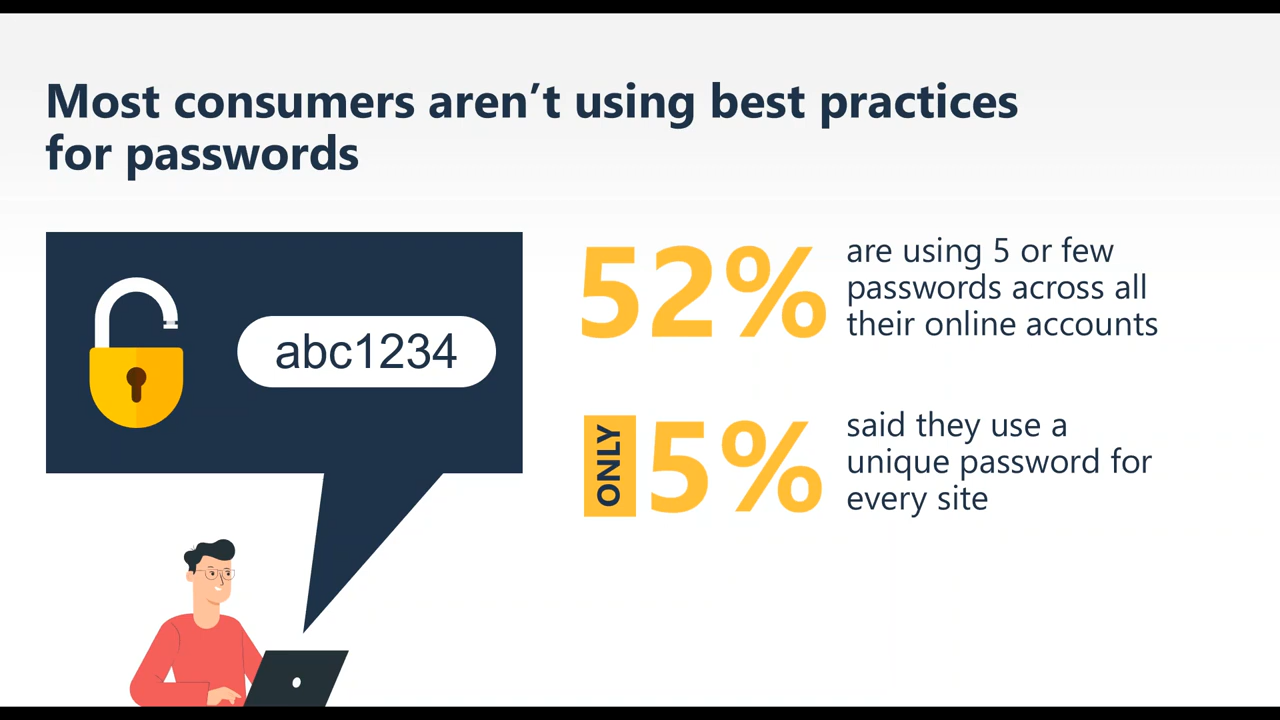 Most consumers aren’t using best practices
for passwords
abc1234
52%
are using 5 or few
passwords across all
their online accounts
ONLY
5%
said they use a
unique password for
every site